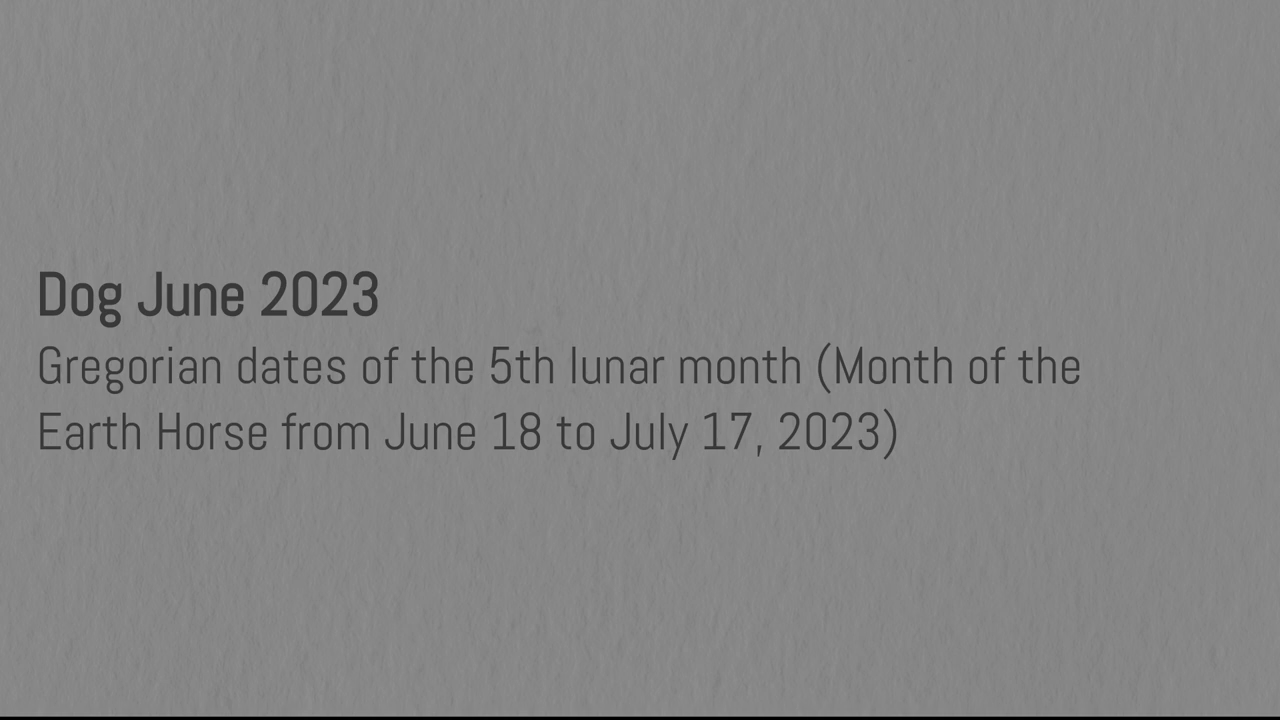 Dog June 2023
Gregorian dates of the 5th lunar month (Month of the
Earth Horse from June 18 to July 17, 2023)